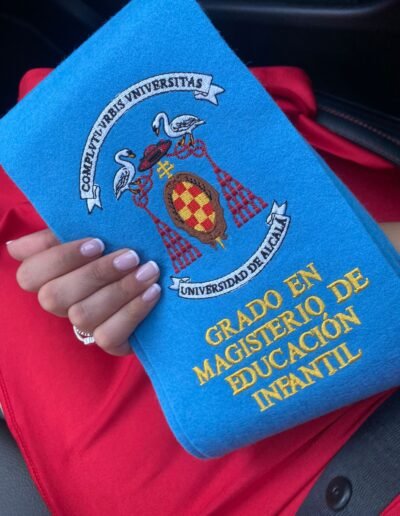 COMPLVTI VRBIS VNIVERSITAS
UNIVERSIDAD DE ALCALÁ
GRADO EN
MAGISTERIO DE
EDUCACIÓN
INFANTIL